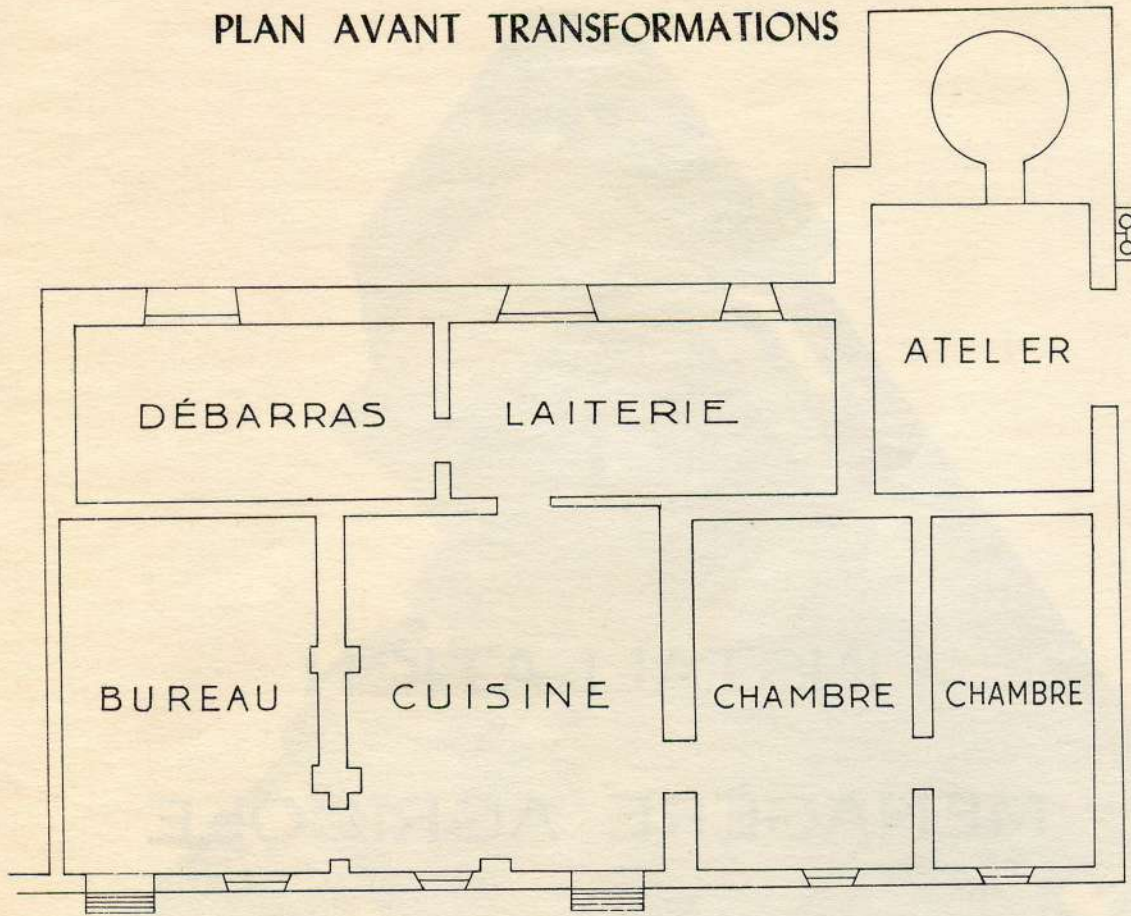 PLAN AVANT TRANSFORMATIONS
ATEL ER
DÉBARRAS
LAITERIE
BUREAU
CUISINE
CHAMBRE
CHAMBRE